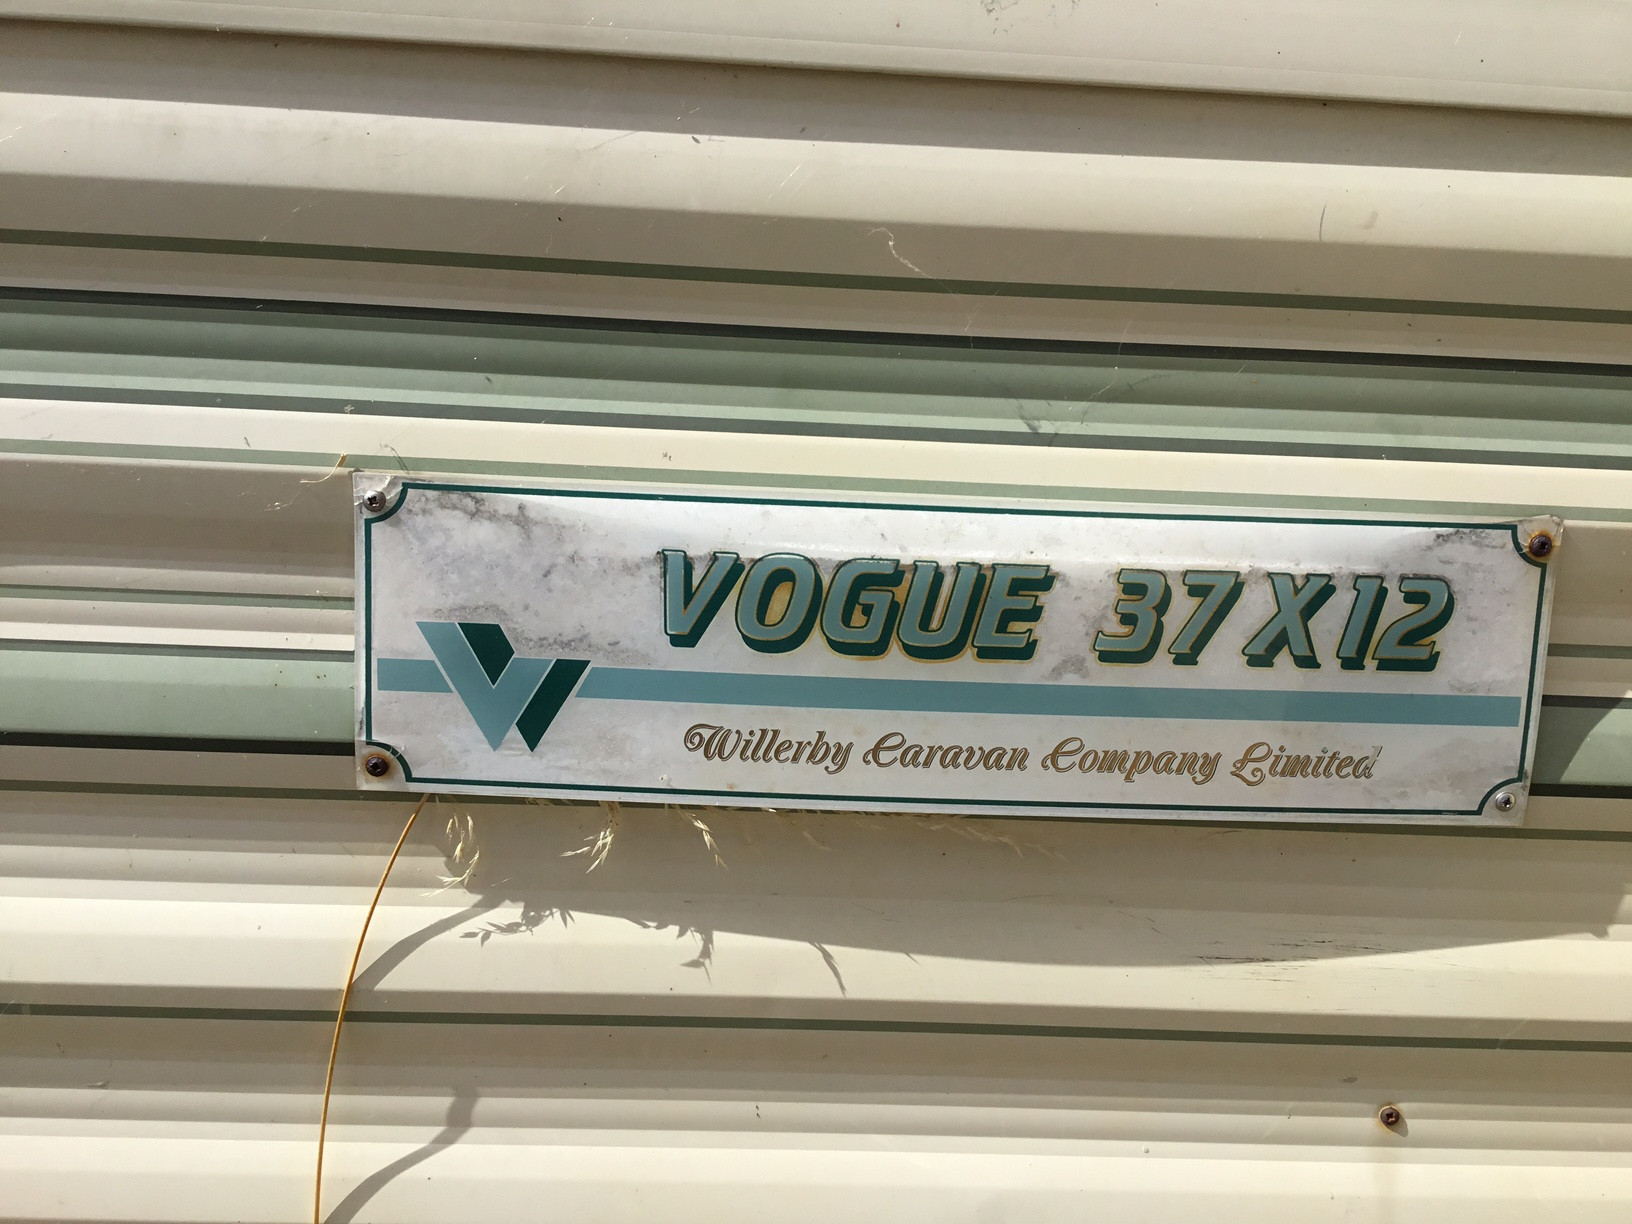 VOGUE 37X12
Willerby Caravan Company Limited